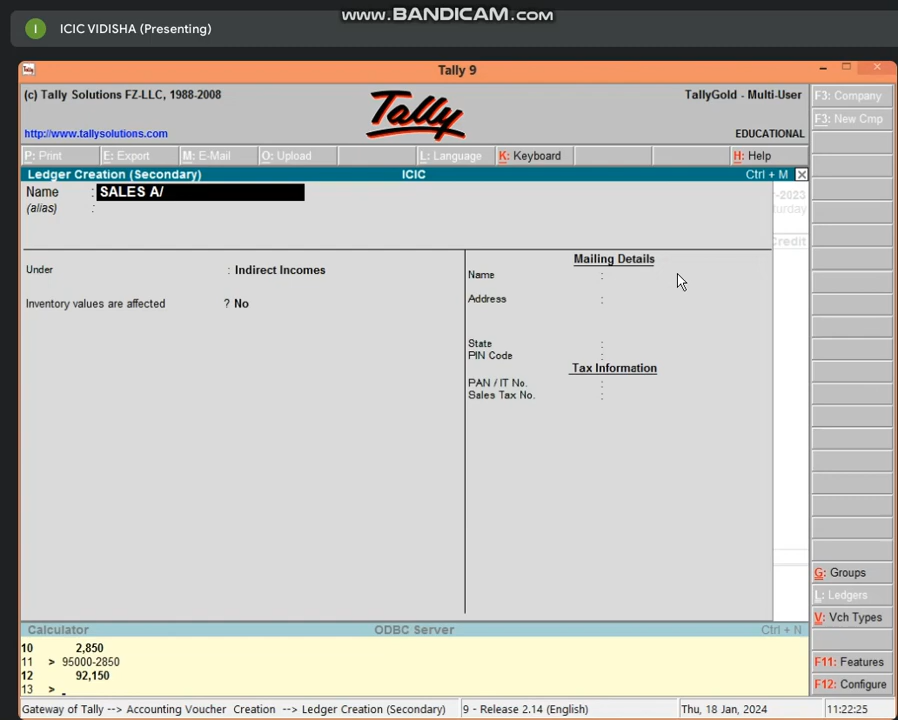 www.BANDICAM.com
I ICIC VIDISHA (Presenting)
Tally 9
(c) Tally Solutions FZ-LLC, 1988-2008
Tally
TallyGold - Multi-User
F3: Company
F3: New Cmp
http://www.tallysolutions.com
EDUCATIONAL
P: Print E: Export M: E-Mail O: Upload L: Language K: Keyboard H: Help
Ledger Creation (Secondary) ICIC Ctrl + M
Name : SALES A/
-2023
(alias) :
urday
Credit
Under : Indirect Incomes
Inventory values are affected ? No
Mailing Details
Name :
Address :
State :
PIN Code :
Tax Information
PAN / IT No. :
Sales Tax No. :
G: Groups
L: Ledgers
V: Vch Types
F11: Features
F12: Configure
Calculator ODBC Server Ctrl + N
10 2,850
11 > 95000-2850
12 92,150
13 > _
Gateway of Tally --> Accounting Voucher Creation --> Ledger Creation (Secondary) 9 - Release 2.14 (English) Thu, 18 Jan, 2024 11:22:25